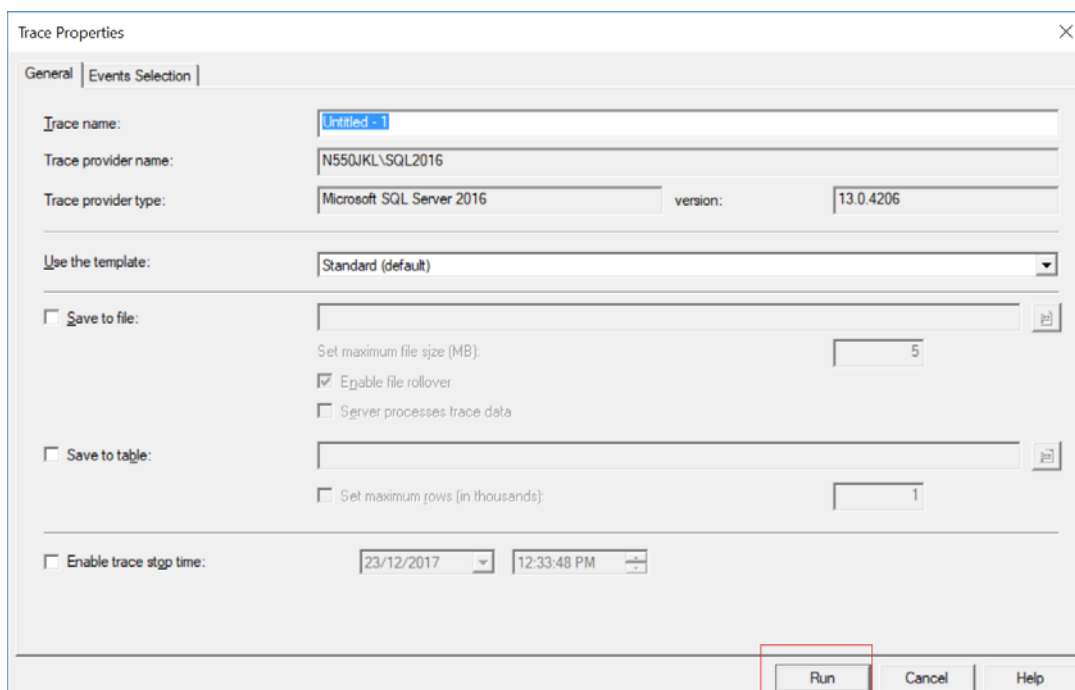 Trace Properties
General Events Selection
Trace name: Untitled - 1
Trace provider name: N550JKL\SQL2016
Trace provider type: Microsoft SQL Server 2016 version: 13.0.4206
Use the template: Standard (default)
Save to file:
Set maximum file size (MB): 5
Enable file rollover
Server processes trace data
Save to table:
Set maximum rows (in thousands): 1
Enable trace stop time: 23/12/2017 12:33:48 PM
Run Cancel Help